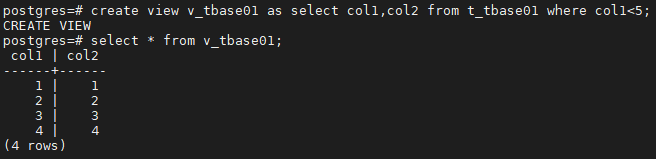 postgres=# create view v_tbase01 as select col1,col2 from t_tbase01 where col1<5;
CREATE VIEW
postgres=# select * from v_tbase01;
 col1 | col2
------+------
    1 |    1
    2 |    2
    3 |    3
    4 |    4
(4 rows)